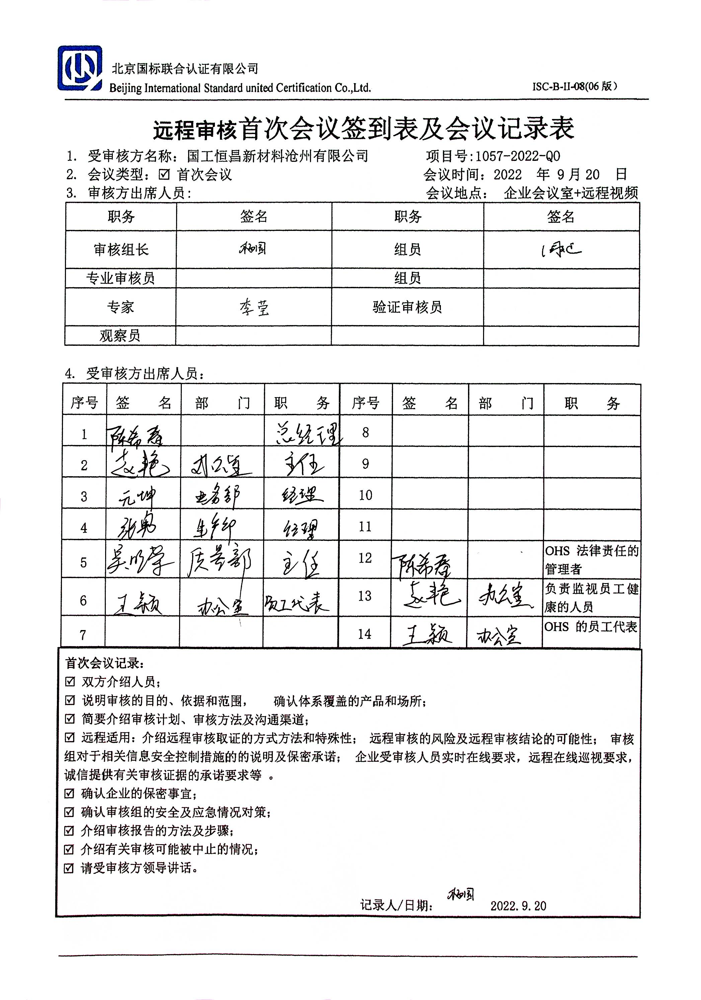 北京国标联合认证有限公司
Beijing International Standard united Certification Co.,Ltd.
ISC-B-II-08(06 版)
远程审核首次会议签到表及会议记录表
1. 受审核方名称: 国工恒昌新材料沧州有限公司 项目号:1057-2022-QO
2. 会议类型: ☑ 首次会议 会议时间: 2022 年 9 月 20 日
3. 审核方出席人员: 会议地点: 企业会议室+远程视频
职务 签名 职务 签名
审核组长 杨园 组员
专业审核员 组员
专家 李莹 验证审核员
观察员
4. 受审核方出席人员:
序号 签 名 部 门 职 务 序号 签 名 部 门 职 务
1 陈希 总经理 8
2 赵艳 办公室 主任 9
3 元坤 业务部 经理 10
4 张勇 生产部 经理 11
5 吴 质量部 主任 12 陈希 OHS 法律责任的
管理者
6 王颖 办公室 员工代表 13 赵艳 办公室 负责监视员工健
康的人员
7 14 王颖 办公室 OHS 的员工代表
首次会议记录:
☑ 双方介绍人员;
☑ 说明审核的目的、依据和范围, 确认体系覆盖的产品和场所;
☑ 简要介绍审核计划、审核方法及沟通渠道;
☑ 远程适用: 介绍远程审核取证的方式方法和特殊性; 远程审核的风险及远程审核结论的可能性; 审核
组对于相关信息安全控制措施的的说明及保密承诺; 企业受审核人员实时在线要求, 远程在线巡视要求,
诚信提供有关审核证据的承诺要求等 。
☑ 确认企业的保密事宜;
☑ 确认审核组的安全及应急情况对策;
☑ 介绍审核报告的方法及步骤;
☑ 介绍有关审核可能被中止的情况;
☑ 请受审核方领导讲话。
记录人/日期: 杨园 2022.9.20